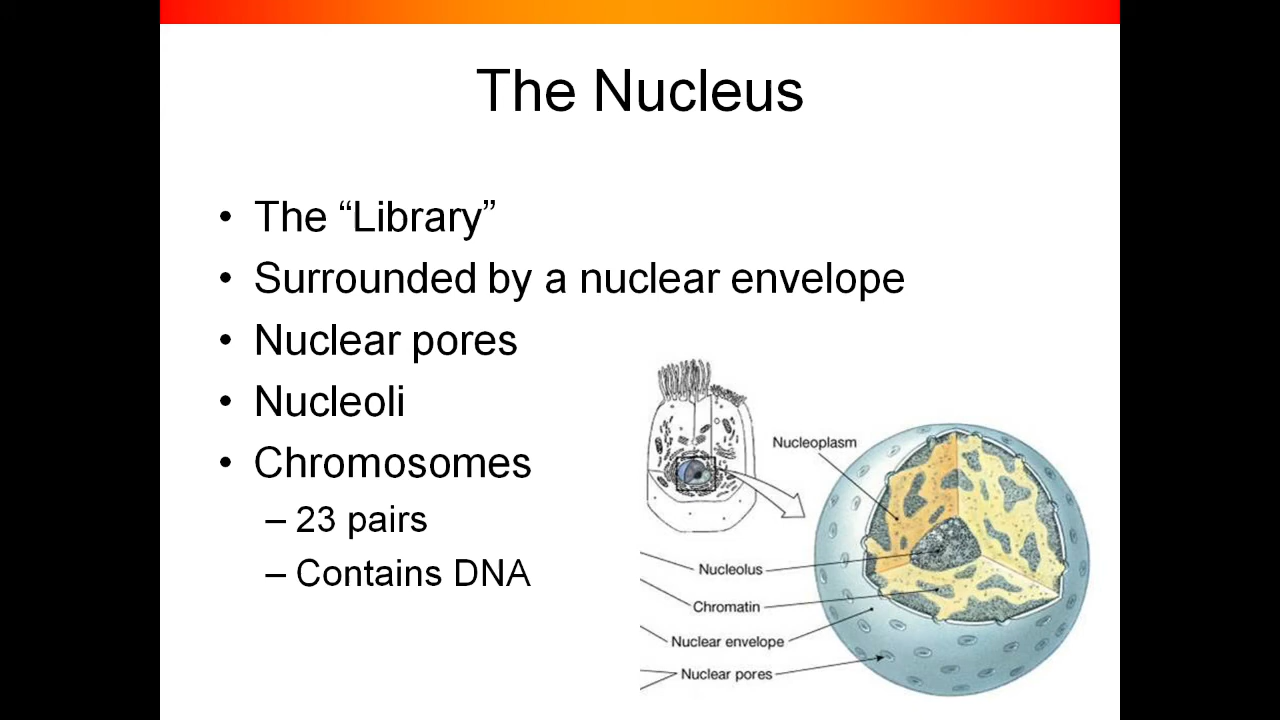 The Nucleus
• The “Library”
• Surrounded by a nuclear envelope
• Nuclear pores
• Nucleoli
• Chromosomes
– 23 pairs
– Contains DNA
Nucleoplasm
Nucleolus
Chromatin
Nuclear envelope
Nuclear pores